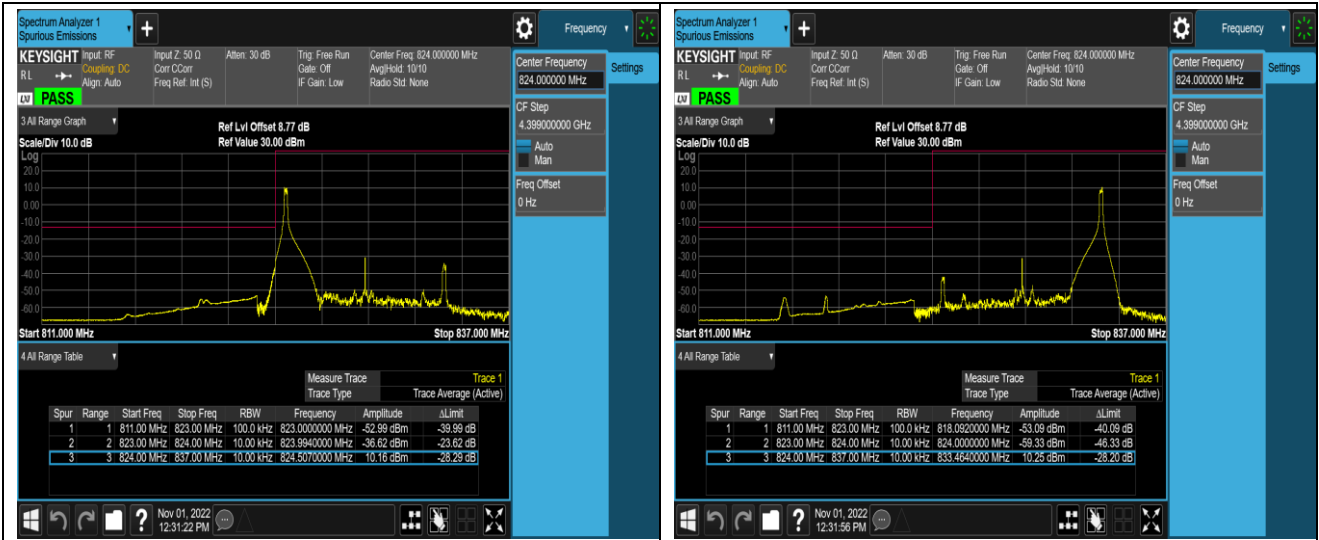 Spectrum Analyzer 1
Spurious Emissions
+
Frequency
KEYSIGHT Input: RF Input Z: 50 Ω Atten: 30 dB Trig: Free Run Center Freq: 824.000000 MHz
R L Coupling: DC Corr CCorr Gate: Off Avg|Hold: 10/10
Align: Auto Freq Ref: Int (S) IF Gain: Low Radio Std: None
LXI PASS
Center Frequency
824.000000 MHz
Settings
CF Step
4.399000000 GHz
Auto
Man
Freq Offset
0 Hz
3 All Range Graph
Ref Lvl Offset 8.77 dB
Scale/Div 10.0 dB Ref Value 30.00 dBm
Log
20.0
10.0
0.00
-10.0
-20.0
-30.0
-40.0
-50.0
-60.0
Start 811.000 MHz Stop 837.000 MHz
4 All Range Table
Measure Trace Trace 1
Trace Type Trace Average (Active)
Spur Range Start Freq Stop Freq RBW Frequency Amplitude ΔLimit
1 1 811.00 MHz 823.00 MHz 100.0 kHz 823.0000000 MHz -52.99 dBm -39.99 dB
2 2 823.00 MHz 824.00 MHz 10.00 kHz 823.9940000 MHz -36.62 dBm -23.62 dB
3 3 824.00 MHz 837.00 MHz 10.00 kHz 824.5070000 MHz 10.16 dBm -28.29 dB
? Nov 01, 2022
12:31:22 PM
Spectrum Analyzer 1
Spurious Emissions
+
Frequency
KEYSIGHT Input: RF Input Z: 50 Ω Atten: 30 dB Trig: Free Run Center Freq: 824.000000 MHz
R L Coupling: DC Corr CCorr Gate: Off Avg|Hold: 10/10
Align: Auto Freq Ref: Int (S) IF Gain: Low Radio Std: None
LXI PASS
Center Frequency
824.000000 MHz
Settings
CF Step
4.399000000 GHz
Auto
Man
Freq Offset
0 Hz
3 All Range Graph
Ref Lvl Offset 8.77 dB
Scale/Div 10.0 dB Ref Value 30.00 dBm
Log
20.0
10.0
0.00
-10.0
-20.0
-30.0
-40.0
-50.0
-60.0
Start 811.000 MHz Stop 837.000 MHz
4 All Range Table
Measure Trace Trace 1
Trace Type Trace Average (Active)
Spur Range Start Freq Stop Freq RBW Frequency Amplitude ΔLimit
1 1 811.00 MHz 823.00 MHz 100.0 kHz 818.0920000 MHz -53.09 dBm -40.09 dB
2 2 823.00 MHz 824.00 MHz 10.00 kHz 824.0000000 MHz -59.33 dBm -46.33 dB
3 3 824.00 MHz 837.00 MHz 10.00 kHz 833.4640000 MHz 10.25 dBm -28.20 dB
? Nov 01, 2022
12:31:56 PM